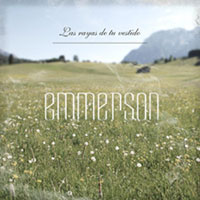 Las rayas de tu vestido
emmerson